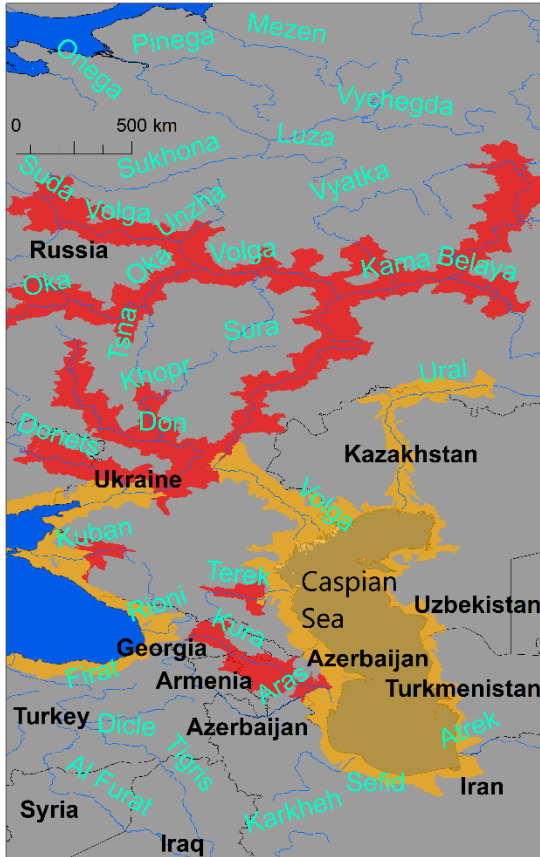 Mezen
Pinega
Onega
Vychegda
0 500 km
Luza
Sukhona
Vyatka
Suda
Volga
Unzha
Russia
Oka
Volga
Kama
Belaya
Oka
Tsna
Sura
Khopr
Ural
Don
Donets
Kazakhstan
Ukraine
Volga
Kuban
Terek
Caspian
Sea
Rioni
Uzbekistan
Kura
Georgia
Azerbaijan
Firat
Armenia
Aras
Turkmenistan
Turkey
Dicle
Azerbaijan
Atrek
Tigris
Al Furat
Sefid
Iran
Karkheh
Syria
Iraq